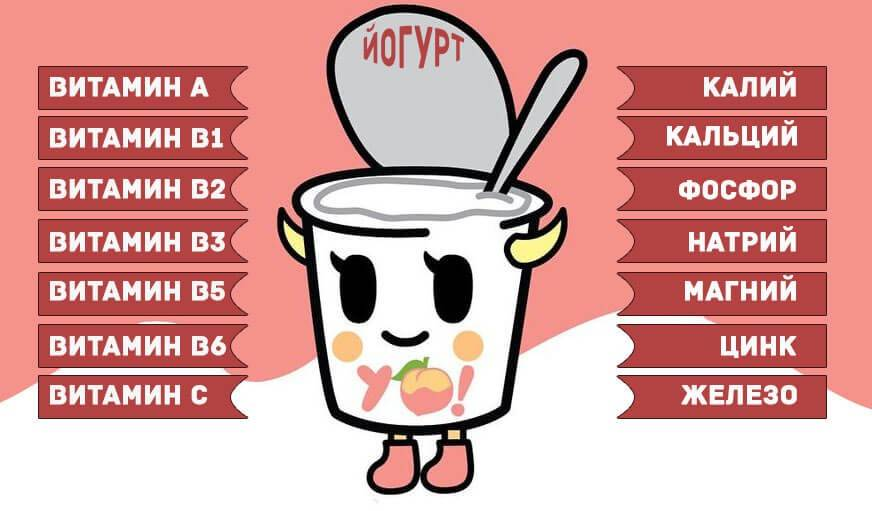 ЙОГУРТ
ВИТАМИН А
ВИТАМИН В1
ВИТАМИН В2
ВИТАМИН В3
ВИТАМИН В5
ВИТАМИН В6
ВИТАМИН С
КАЛИЙ
КАЛЬЦИЙ
ФОСФОР
НАТРИЙ
МАГНИЙ
ЦИНК
ЖЕЛЕЗО
YO!